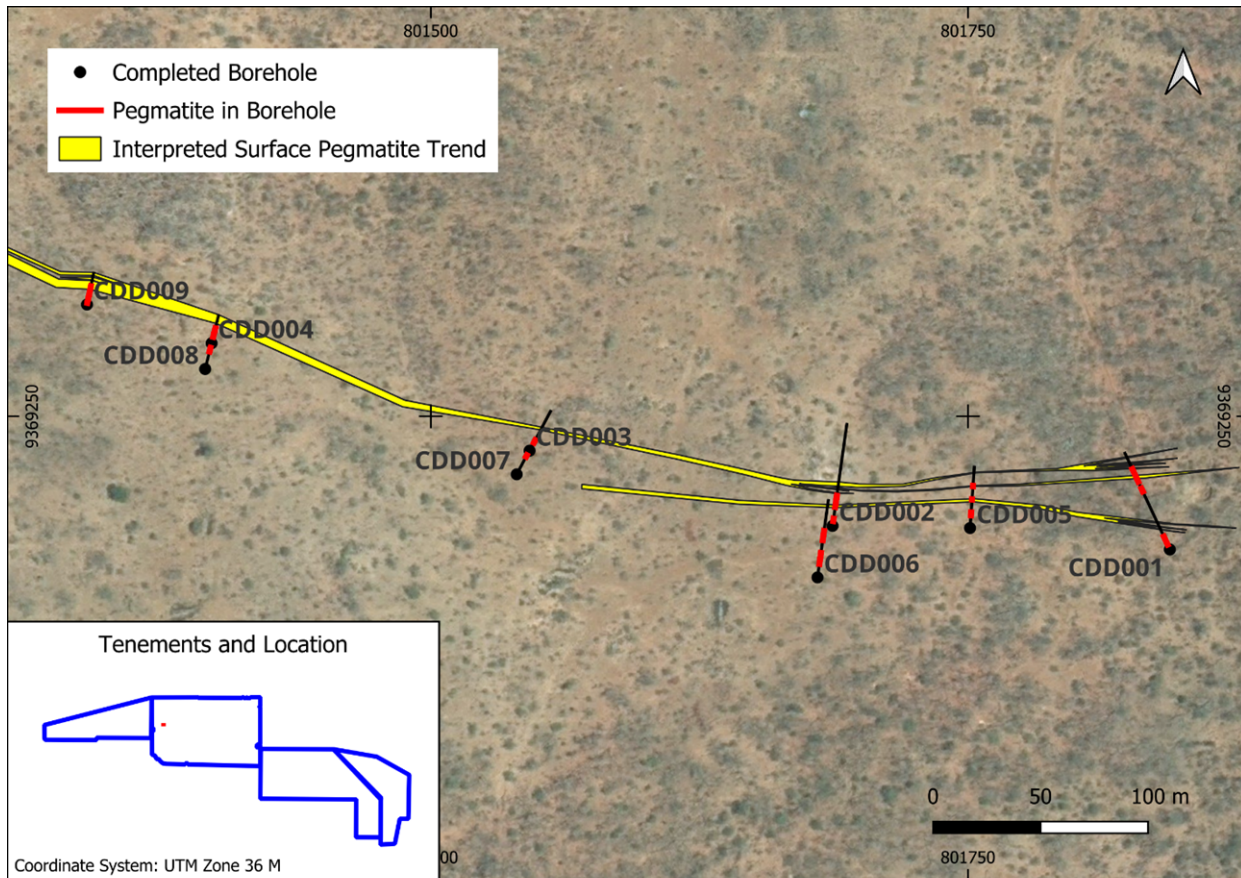 801500
801750
Completed Borehole
Pegmatite in Borehole
Interpreted Surface Pegmatite Trend
CDD009
CDD004
CDD008
9369250
9369250
CDD003
CDD007
CDD002
CDD005
CDD006
CDD001
Tenements and Location
0 50 100 m
Coordinate System: UTM Zone 36 M
00
801750